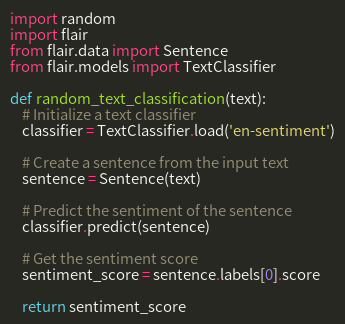 import random
import flair
from flair.data import Sentence
from flair.models import TextClassifier

def random_text_classification(text):
    # Initialize a text classifier
    classifier = TextClassifier.load('en-sentiment')

    # Create a sentence from the input text
    sentence = Sentence(text)

    # Predict the sentiment of the sentence
    classifier.predict(sentence)

    # Get the sentiment score
    sentiment_score = sentence.labels[0].score

    return sentiment_score